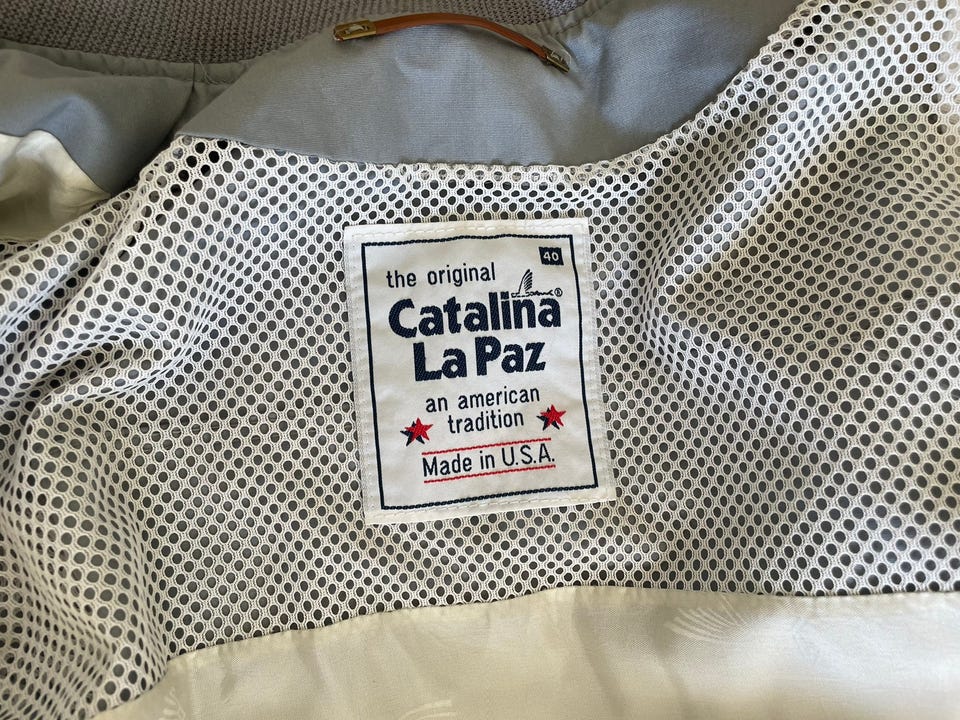 40
the original
Catalina®
La Paz
an american
tradition
Made in U.S.A.